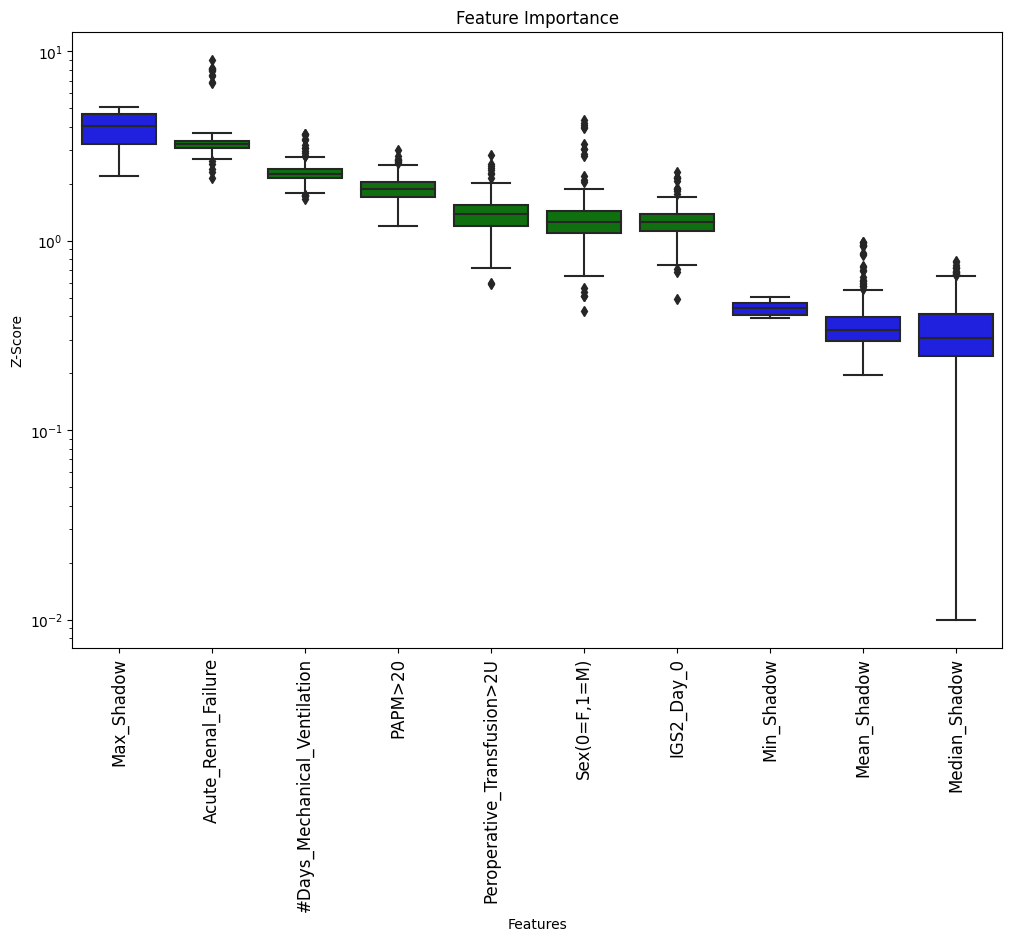 Feature Importance
Z-Score
10¹
10⁰
10⁻¹
10⁻²
Max_Shadow
Acute_Renal_Failure
#Days_Mechanical_Ventilation
PAPM>20
Peroperative_Transfusion>2U
Sex(0=F,1=M)
IGS2_Day_0
Min_Shadow
Mean_Shadow
Median_Shadow
Features